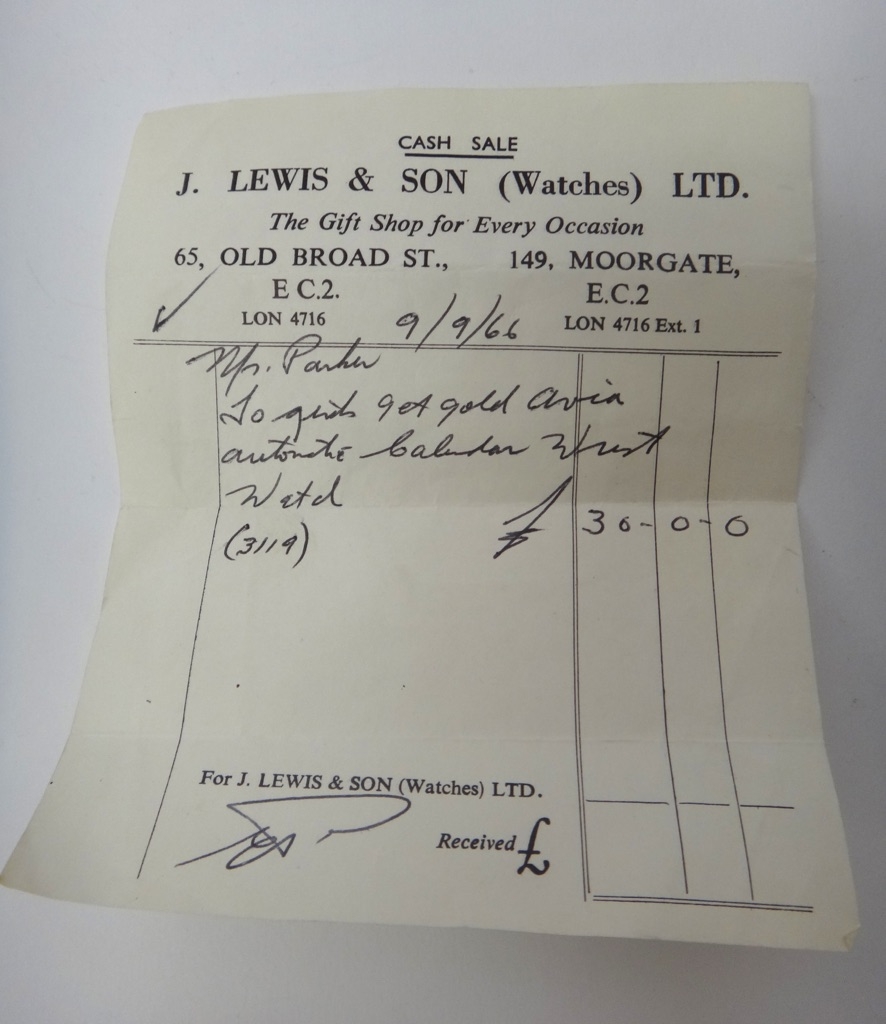 CASH SALE
J. LEWIS & SON (Watches) LTD.
The Gift Shop for Every Occasion
65, OLD BROAD ST., 149, MOORGATE,
E C.2. E.C.2
LON 4716 9/9/66 LON 4716 Ext. 1
Mr. Parker
To gents 9ct gold Avia
automatic Calendar Wrist
Watch
(3119) £ 30-0-0
For J. LEWIS & SON (Watches) LTD.
Received £